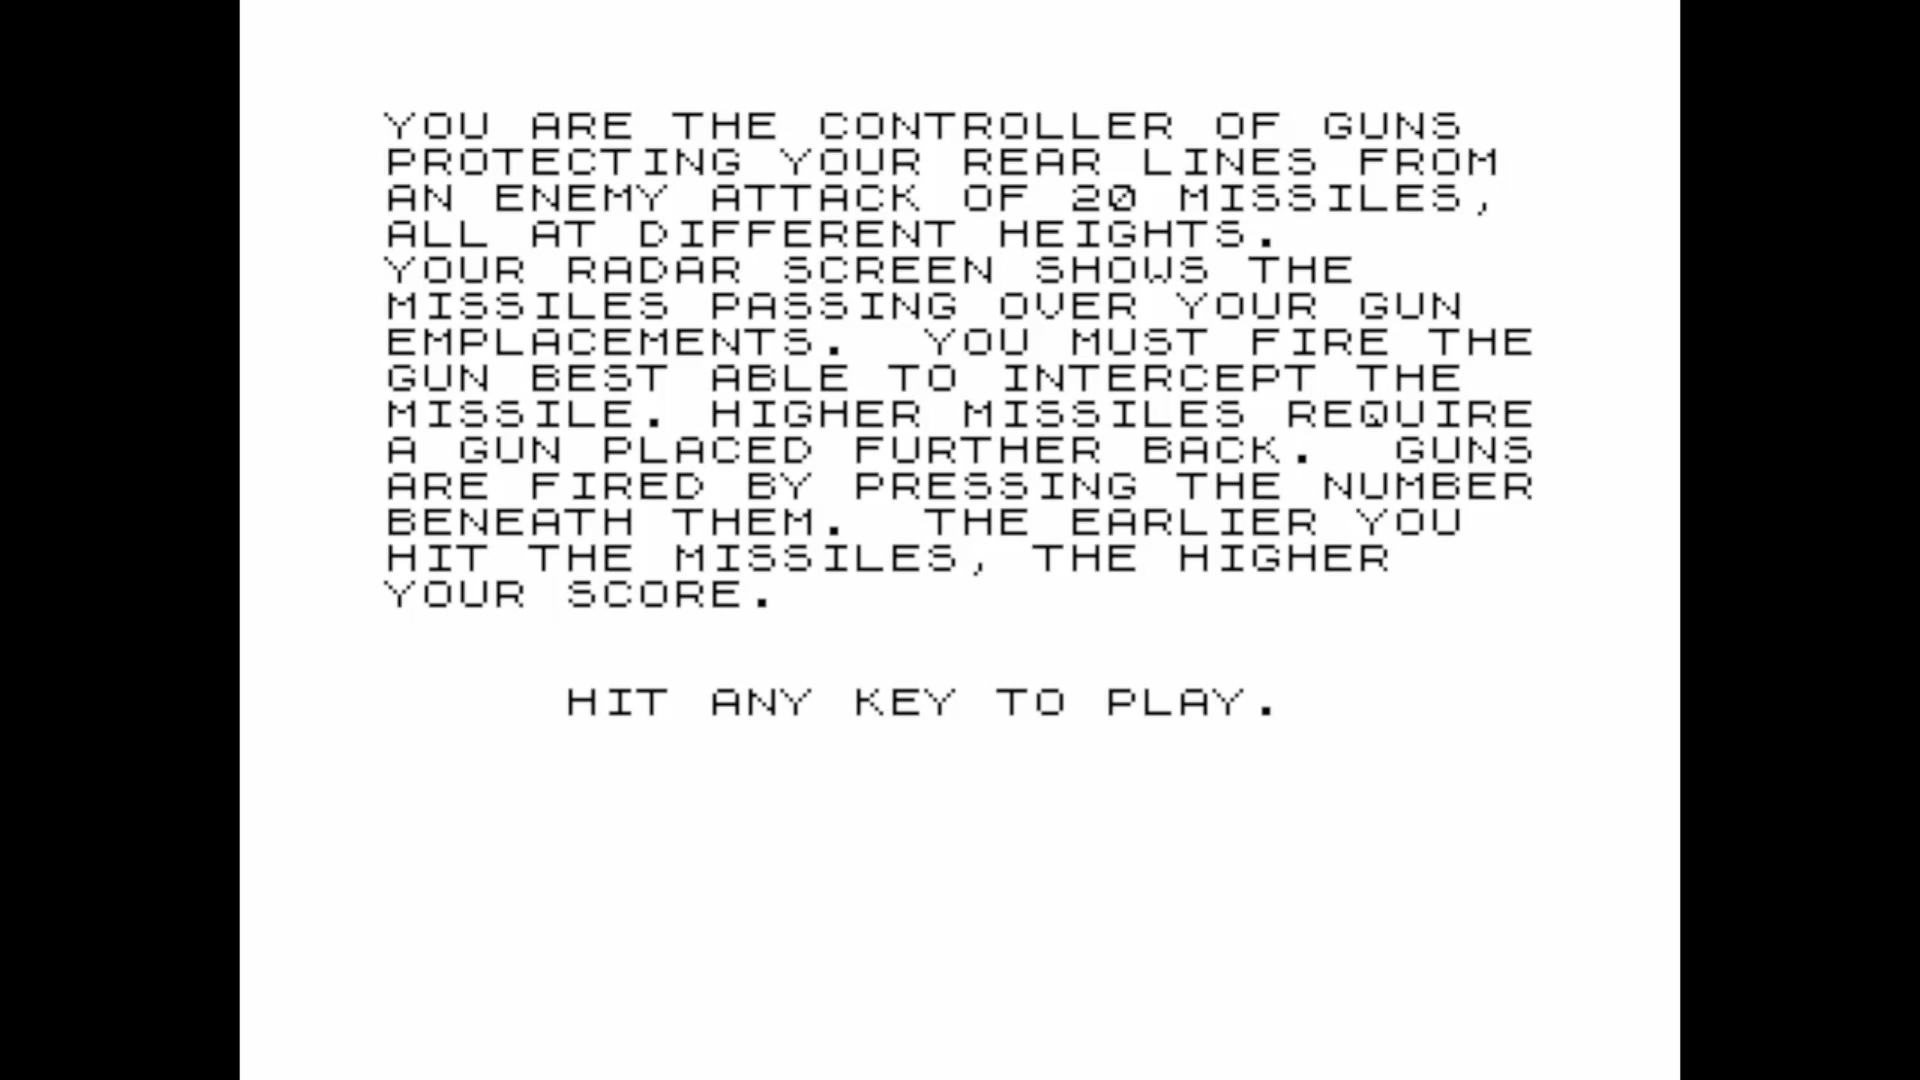 YOU ARE THE CONTROLLER OF GUNS
PROTECTING YOUR REAR LINES FROM
AN ENEMY ATTACK OF 20 MISSILES,
ALL AT DIFFERENT HEIGHTS.
YOUR RADAR SCREEN SHOWS THE
MISSILES PASSING OVER YOUR GUN
EMPLACEMENTS.  YOU MUST FIRE THE
GUN BEST ABLE TO INTERCEPT THE
MISSILE. HIGHER MISSILES REQUIRE
A GUN PLACED FURTHER BACK.  GUNS
ARE FIRED BY PRESSING THE NUMBER
BENEATH THEM.  THE EARLIER YOU
HIT THE MISSILES, THE HIGHER
YOUR SCORE.
HIT ANY KEY TO PLAY.